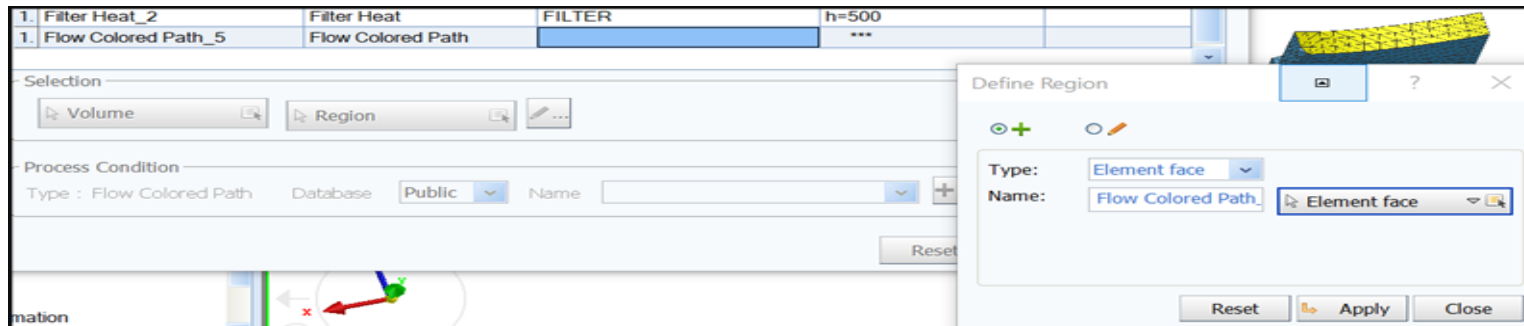 1. Filter Heat_2 Filter Heat FILTER h=500
1. Flow Colored Path_5 Flow Colored Path ***
Selection
Volume Region ...
Process Condition
Type : Flow Colored Path Database Public Name
Reset
mation
x Y
Define Region ?
Type: Element face
Name: Flow Colored Path_ Element face
Reset Apply Close